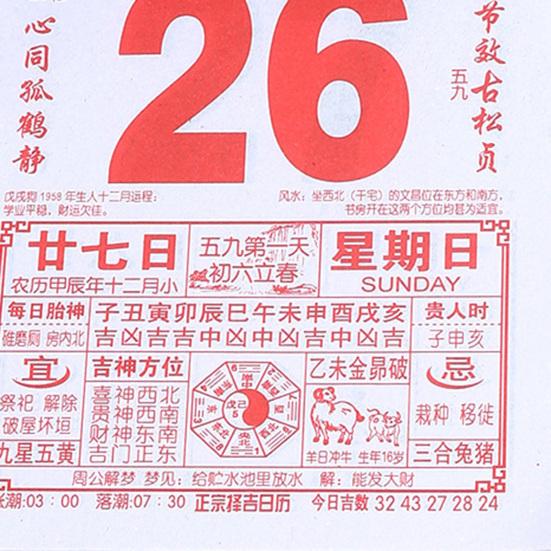 心同孤鹤静
26
节效古松贞
五九
戊戌狗1958年生人十二月运程：
学业平稳，财运欠佳。
风水：坐西北（干宅）的文昌位在东方和南方，
书房开在这两个方位均甚为适宜。
廿七日
农历甲辰年十二月小
五九第一天
初六立春
星期日
SUNDAY
每日胎神
碓磨厕 房内北
子丑寅卯辰巳午未申酉戌亥
吉凶吉吉中凶中凶中凶凶吉
贵人时
子申亥
宜
祭祀 解除
破屋坏垣
九星五黄
吉神方位
喜神西北
贵神西南
财神东南
吉门正东
乙未金昴破
羊日冲牛 生年16岁
忌
栽种 移徙
三合兔猪
周公解梦 梦见：给贮水池里放水 解：能发大财
涨潮:03：00 落潮:07：30 正宗择吉日历 今日吉数 32 43 27 28 24